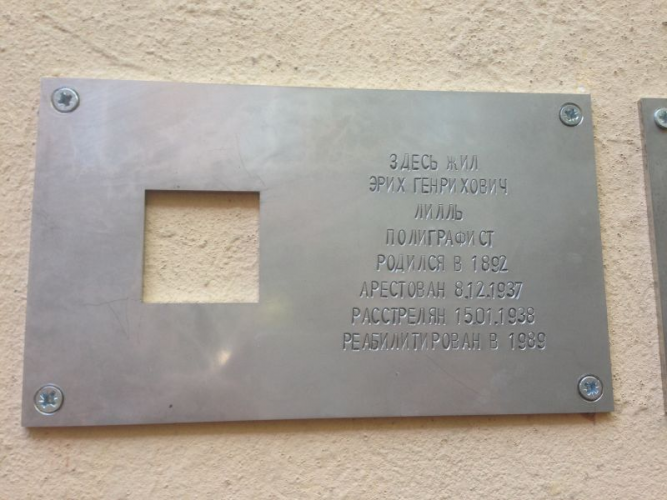 ЗДЕСЬ ЖИЛ
ЭРИХ ГЕНРИХОВИЧ
ЛИЛЛЬ
ПОЛИГРАФИСТ
РОДИЛСЯ В 1892
АРЕСТОВАН 8.12.1937
РАССТРЕЛЯН 15.01.1938
РЕАБИЛИТИРОВАН В 1989